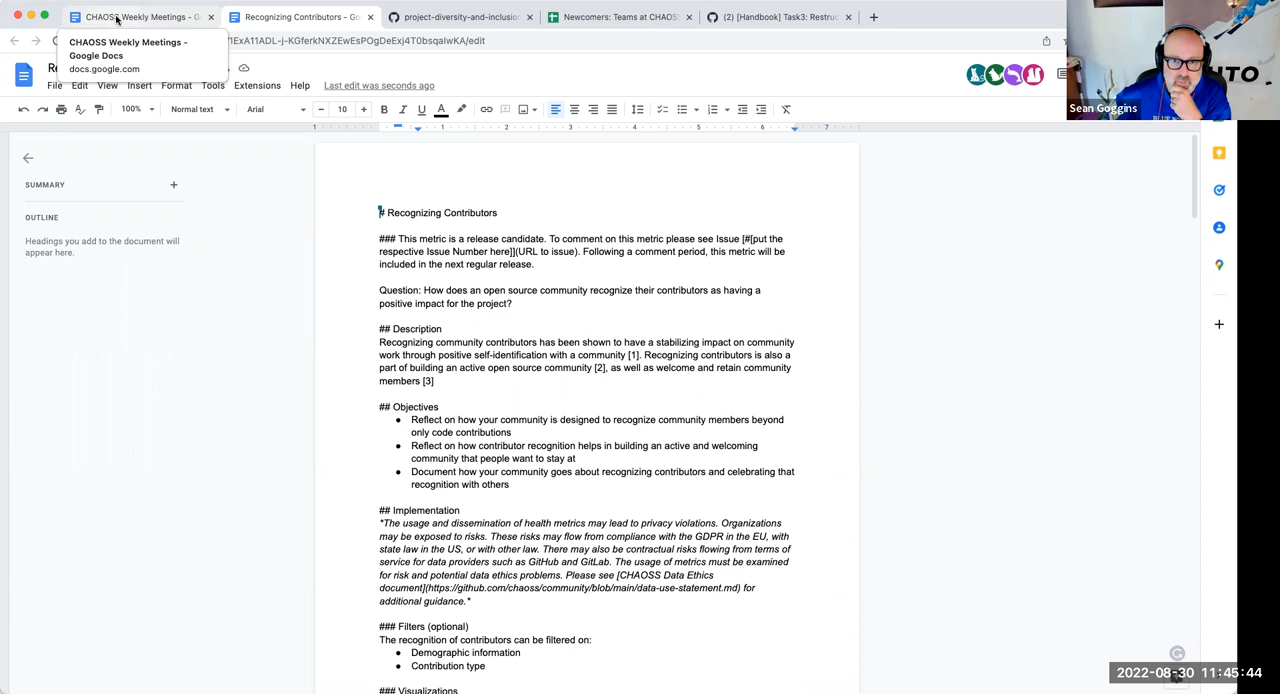 CHAOSS Weekly Meetings - G
Recognizing Contributors - Go
project-diversity-and-inclusion
Newcomers: Teams at CHAOSS
(2) [Handbook] Task3: Restruc
CHAOSS Weekly Meetings -
Google Docs
docs.google.com
1ExA11ADL-j-KGferkNXZEwEsPOgDeExj4T0bsqaIwKA/edit
File Edit View Insert Format Tools Extensions Help Last edit was seconds ago
100% Normal text Arial 10
Sean Goggins
1 1 2 3 4 5 6 7
SUMMARY
OUTLINE
Headings you add to the document will
appear here.
# Recognizing Contributors
### This metric is a release candidate. To comment on this metric please see Issue [#[put the
respective Issue Number here]](URL to issue). Following a comment period, this metric will be
included in the next regular release.
Question: How does an open source community recognize their contributors as having a
positive impact for the project?
## Description
Recognizing community contributors has been shown to have a stabilizing impact on community
work through positive self-identification with a community [1]. Recognizing contributors is also a
part of building an active open source community [2], as well as welcome and retain community
members [3]
## Objectives
● Reflect on how your community is designed to recognize community members beyond
only code contributions
● Reflect on how contributor recognition helps in building an active and welcoming
community that people want to stay at
● Document how your community goes about recognizing contributors and celebrating that
recognition with others
## Implementation
*The usage and dissemination of health metrics may lead to privacy violations. Organizations
may be exposed to risks. These risks may flow from compliance with the GDPR in the EU, with
state law in the US, or with other law. There may also be contractual risks flowing from terms of
service for data providers such as GitHub and GitLab. The usage of metrics must be examined
for risk and potential data ethics problems. Please see [CHAOSS Data Ethics
document](https://github.com/chaoss/community/blob/main/data-use-statement.md) for
additional guidance.*
### Filters (optional)
The recognition of contributors can be filtered on:
● Demographic information
● Contribution type
### Visualizations
2022-08-30 11:45:44